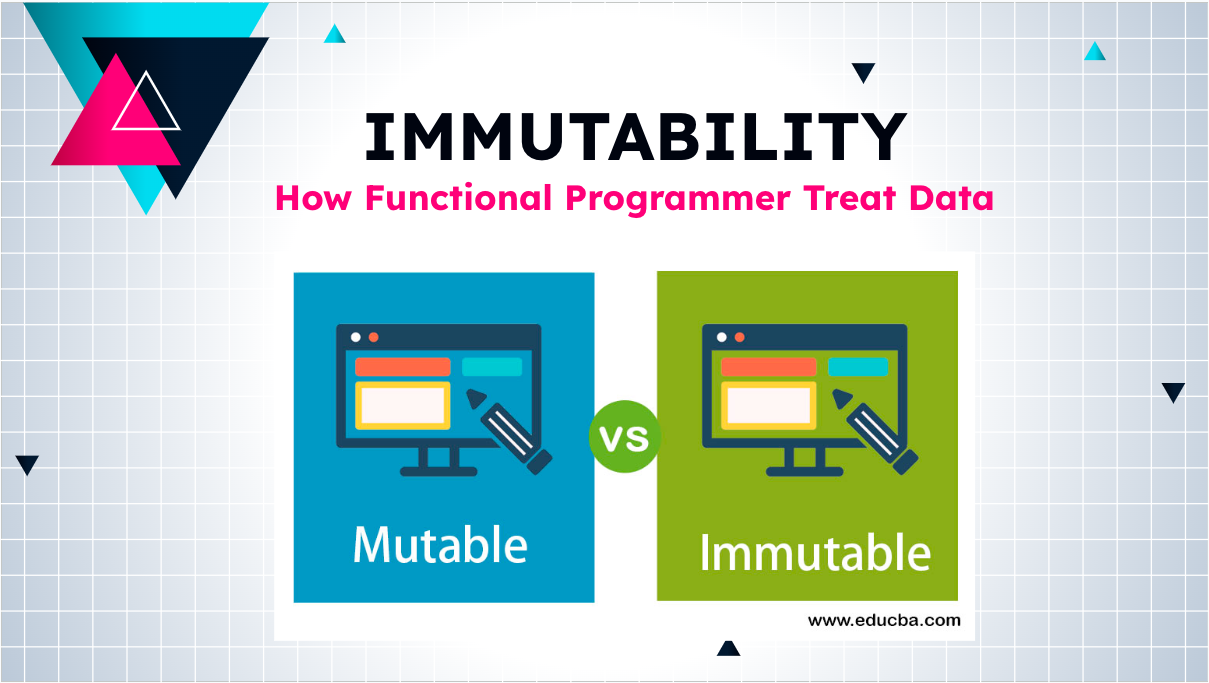 IMMUTABILITY
How Functional Programmer Treat Data
Mutable
vs
Immutable
www.educba.com